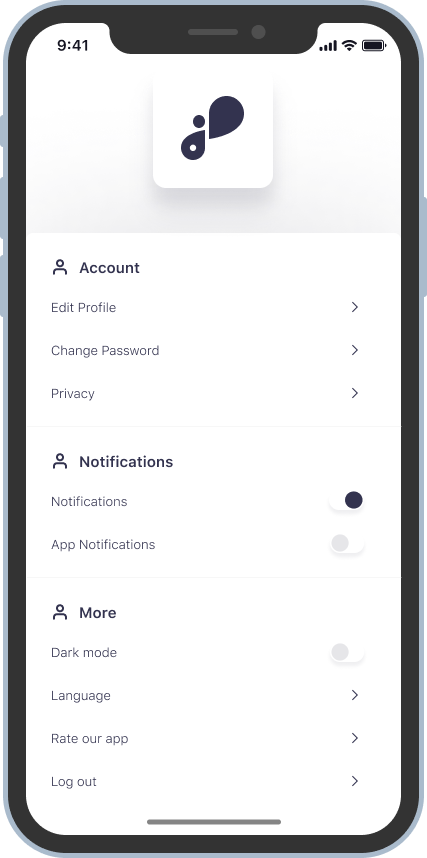 9:41
Account
Edit Profile
Change Password
Privacy
Notifications
Notifications
App Notifications
More
Dark mode
Language
Rate our app
Log out